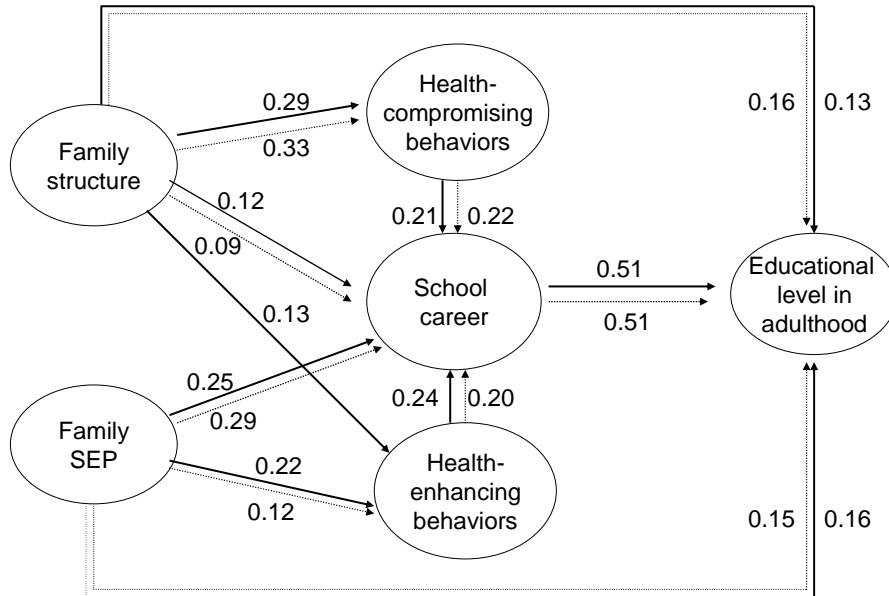 Health-
compromising
behaviors
0.29
0.33
0.16
0.13
Family
structure
0.12
0.09
0.21
0.22
School
career
0.51
0.51
Educational
level in
adulthood
0.13
0.25
0.29
0.24
0.20
Family
SEP
0.22
0.12
Health-
enhancing
behaviors
0.15
0.16